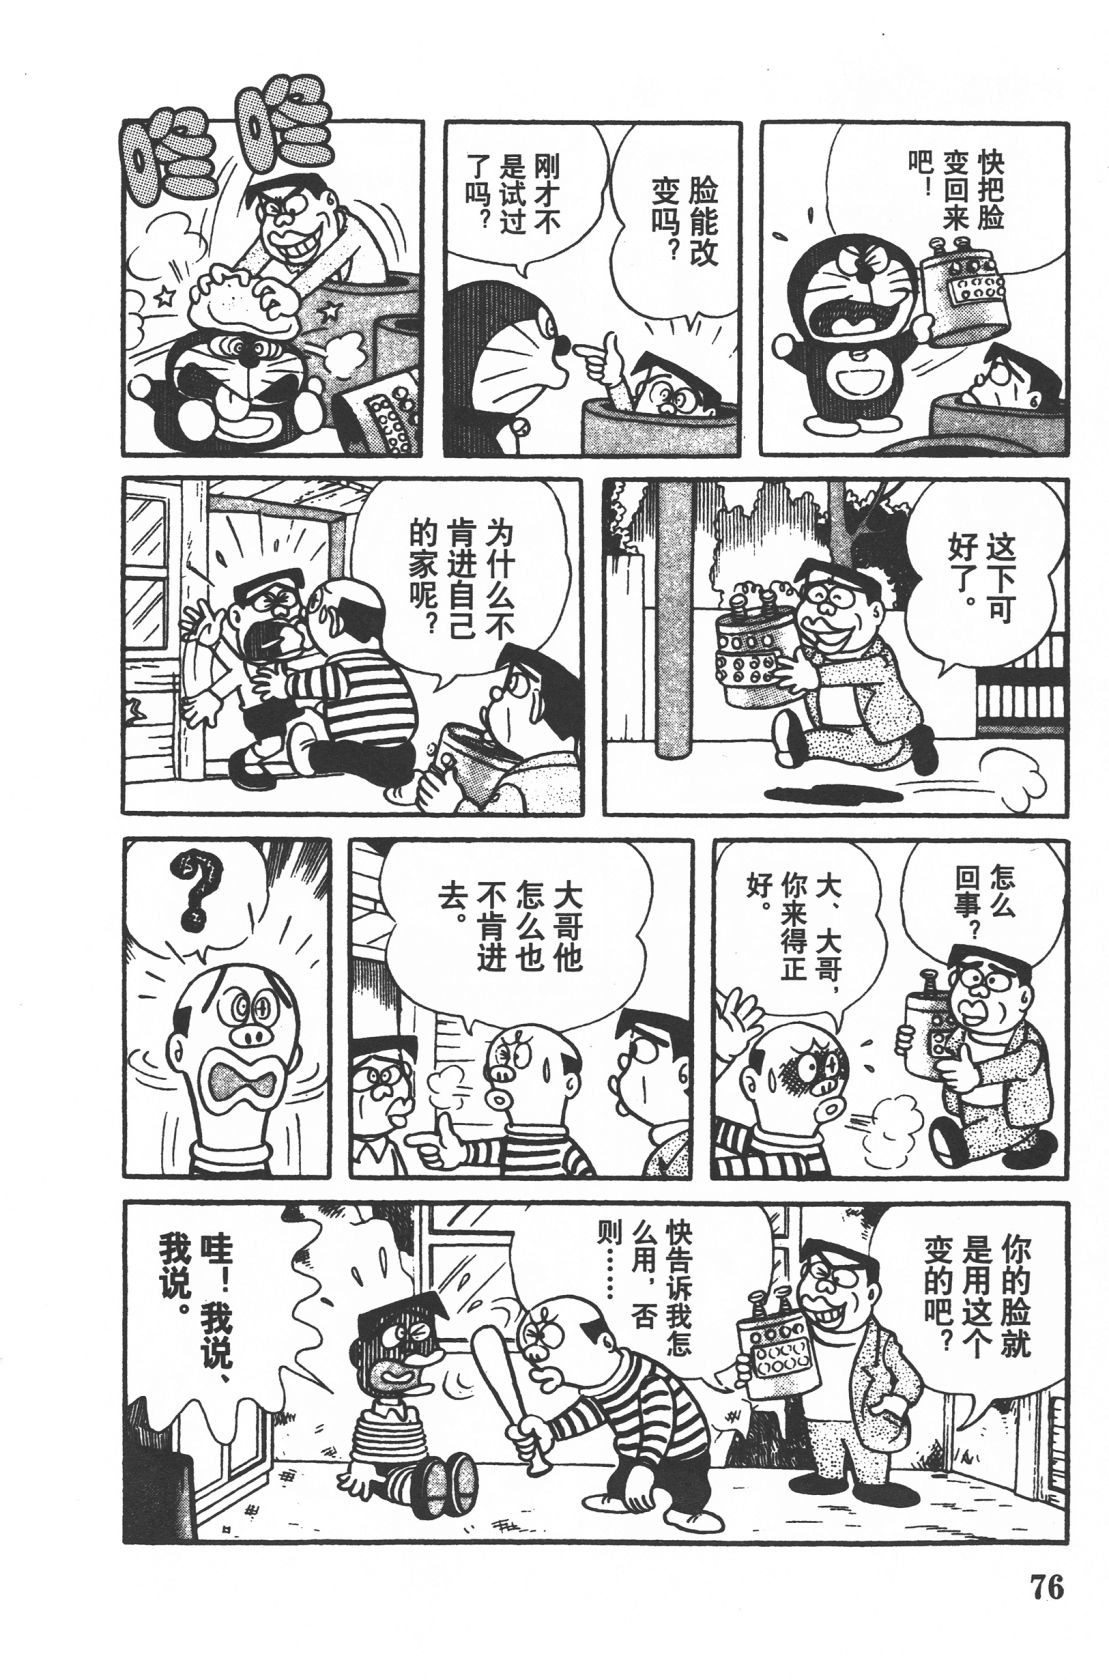 快把脸
变回来
吧！
脸能改
变吗？
刚才不
是试过
了吗？
哈 哈
这下可
好了。
为什么不
肯进自己
的家呢？
怎么
回事？
大、大哥，
你来得正
好。
大哥他
怎么也
不肯进
去。
？
你的脸就
是用这个
变的吧？
快告诉我怎
么用，否
则……
哇！我说、
我说。
76